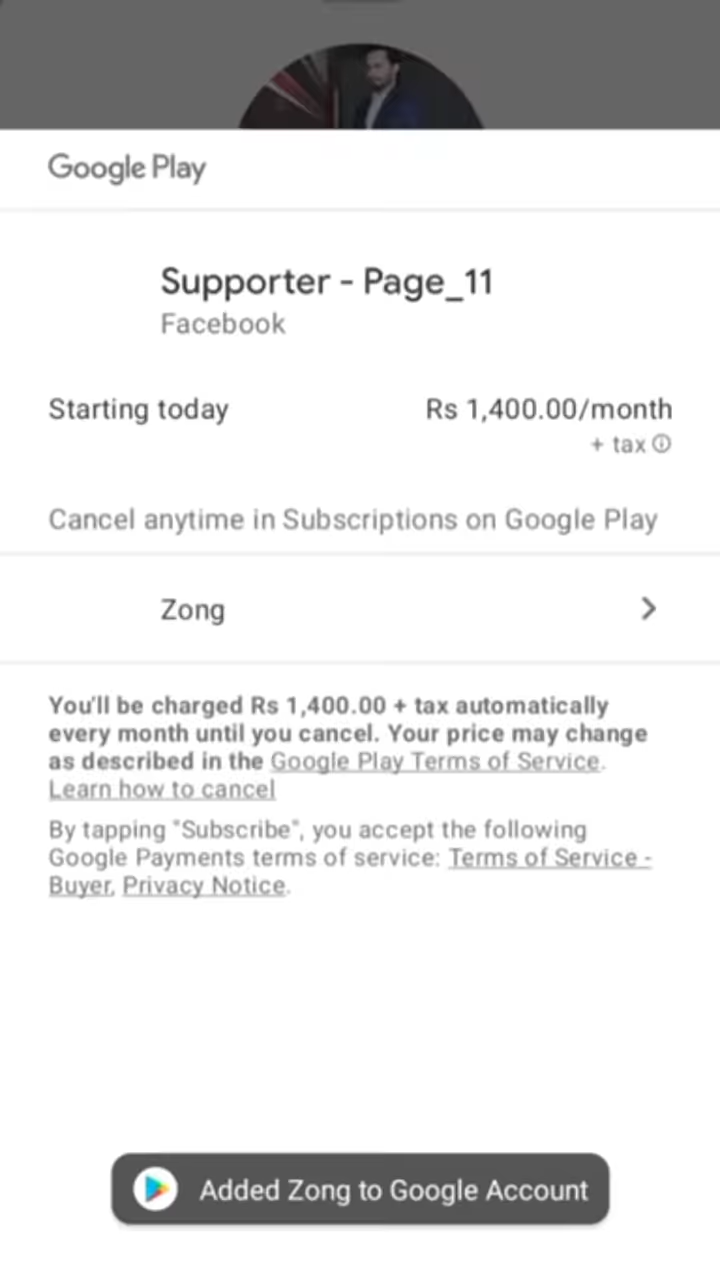 Google Play
Supporter - Page_11
Facebook
Starting today Rs 1,400.00/month
+ tax
Cancel anytime in Subscriptions on Google Play
Zong
You'll be charged Rs 1,400.00 + tax automatically
every month until you cancel. Your price may change
as described in the Google Play Terms of Service.
Learn how to cancel
By tapping "Subscribe", you accept the following
Google Payments terms of service: Terms of Service -
Buyer, Privacy Notice.
Added Zong to Google Account